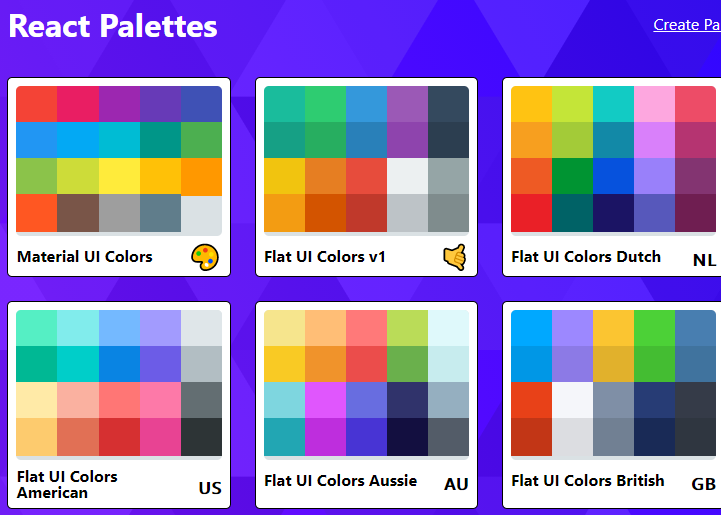 React Palettes
Create Pa
Material UI Colors
Flat UI Colors v1
Flat UI Colors Dutch
NL
Flat UI Colors
American
US
Flat UI Colors Aussie
AU
Flat UI Colors British
GB